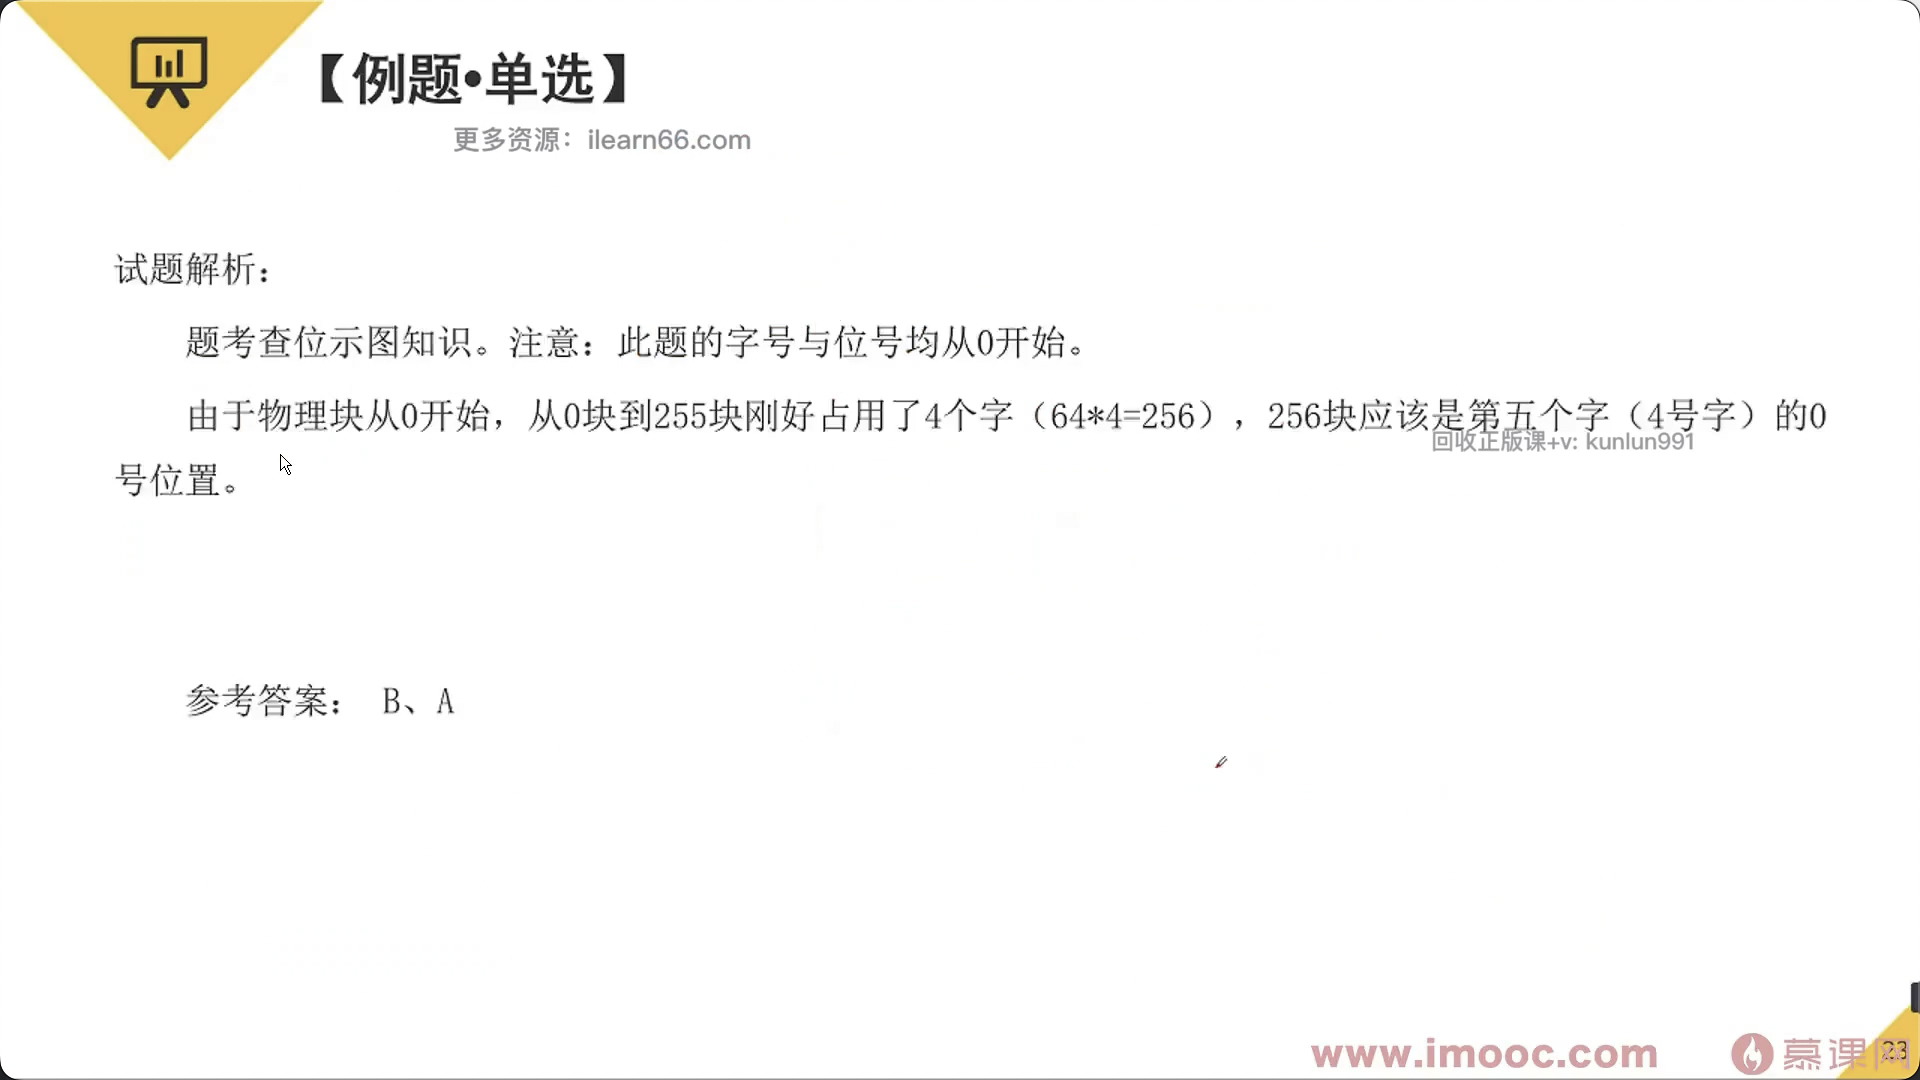 【例题•单选】
更多资源：ilearn66.com
试题解析：
题考查位示图知识。注意：此题的字号与位号均从0开始。
由于物理块从0开始，从0块到255块刚好占用了4个字（64*4=256），256块应该是第五个字（4号字）的0
回收正版课+v: kunlun991
号位置。
参考答案： B、A
www.imooc.com
慕课网
23